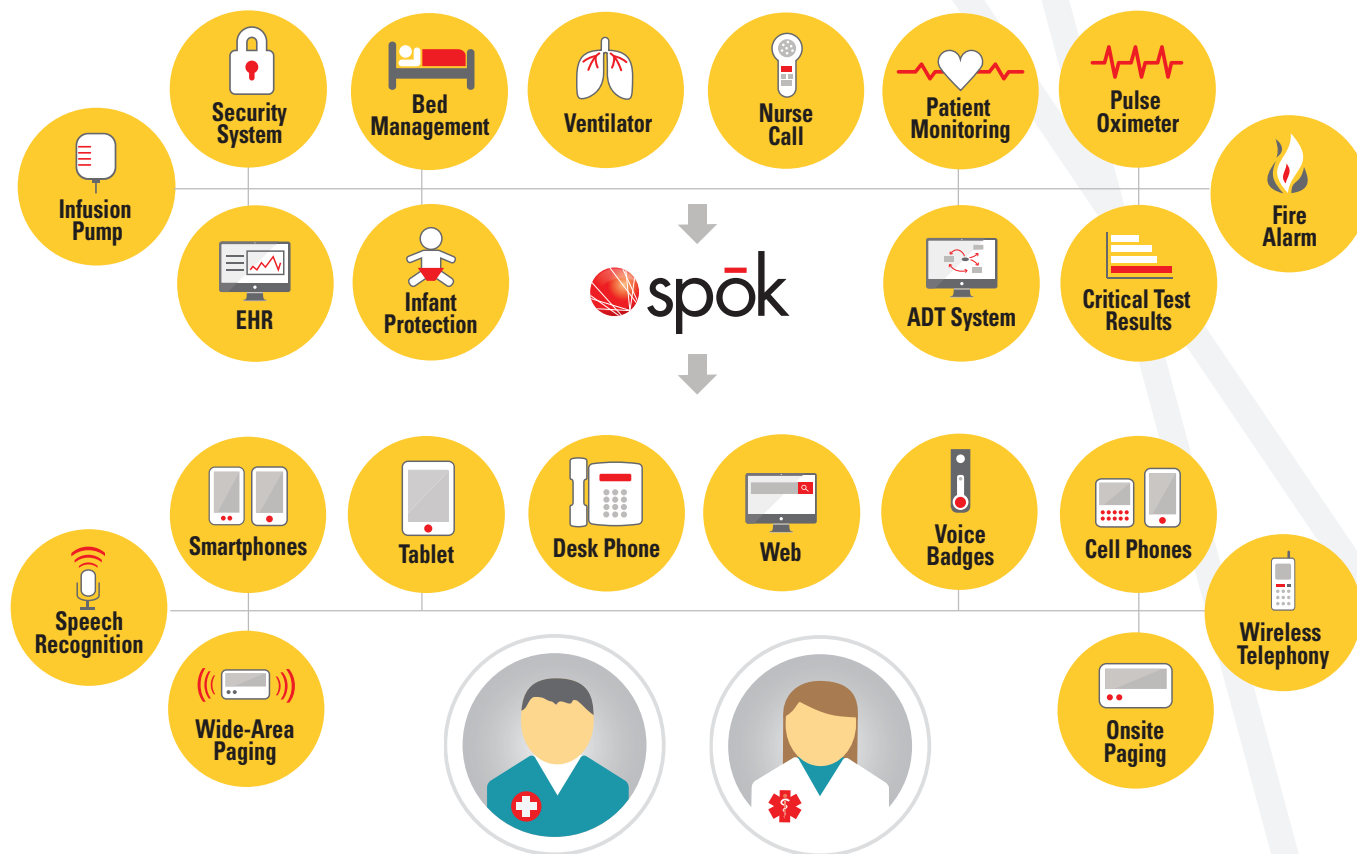 Security
System
Bed
Management
Ventilator
Nurse
Call
Patient
Monitoring
Pulse
Oximeter
Infusion
Pump
Fire
Alarm
EHR
Infant
Protection
spōk
ADT System
Critical Test
Results
Smartphones
Tablet
Desk Phone
Web
Voice
Badges
Cell Phones
Speech
Recognition
Wireless
Telephony
Wide-Area
Paging
Onsite
Paging